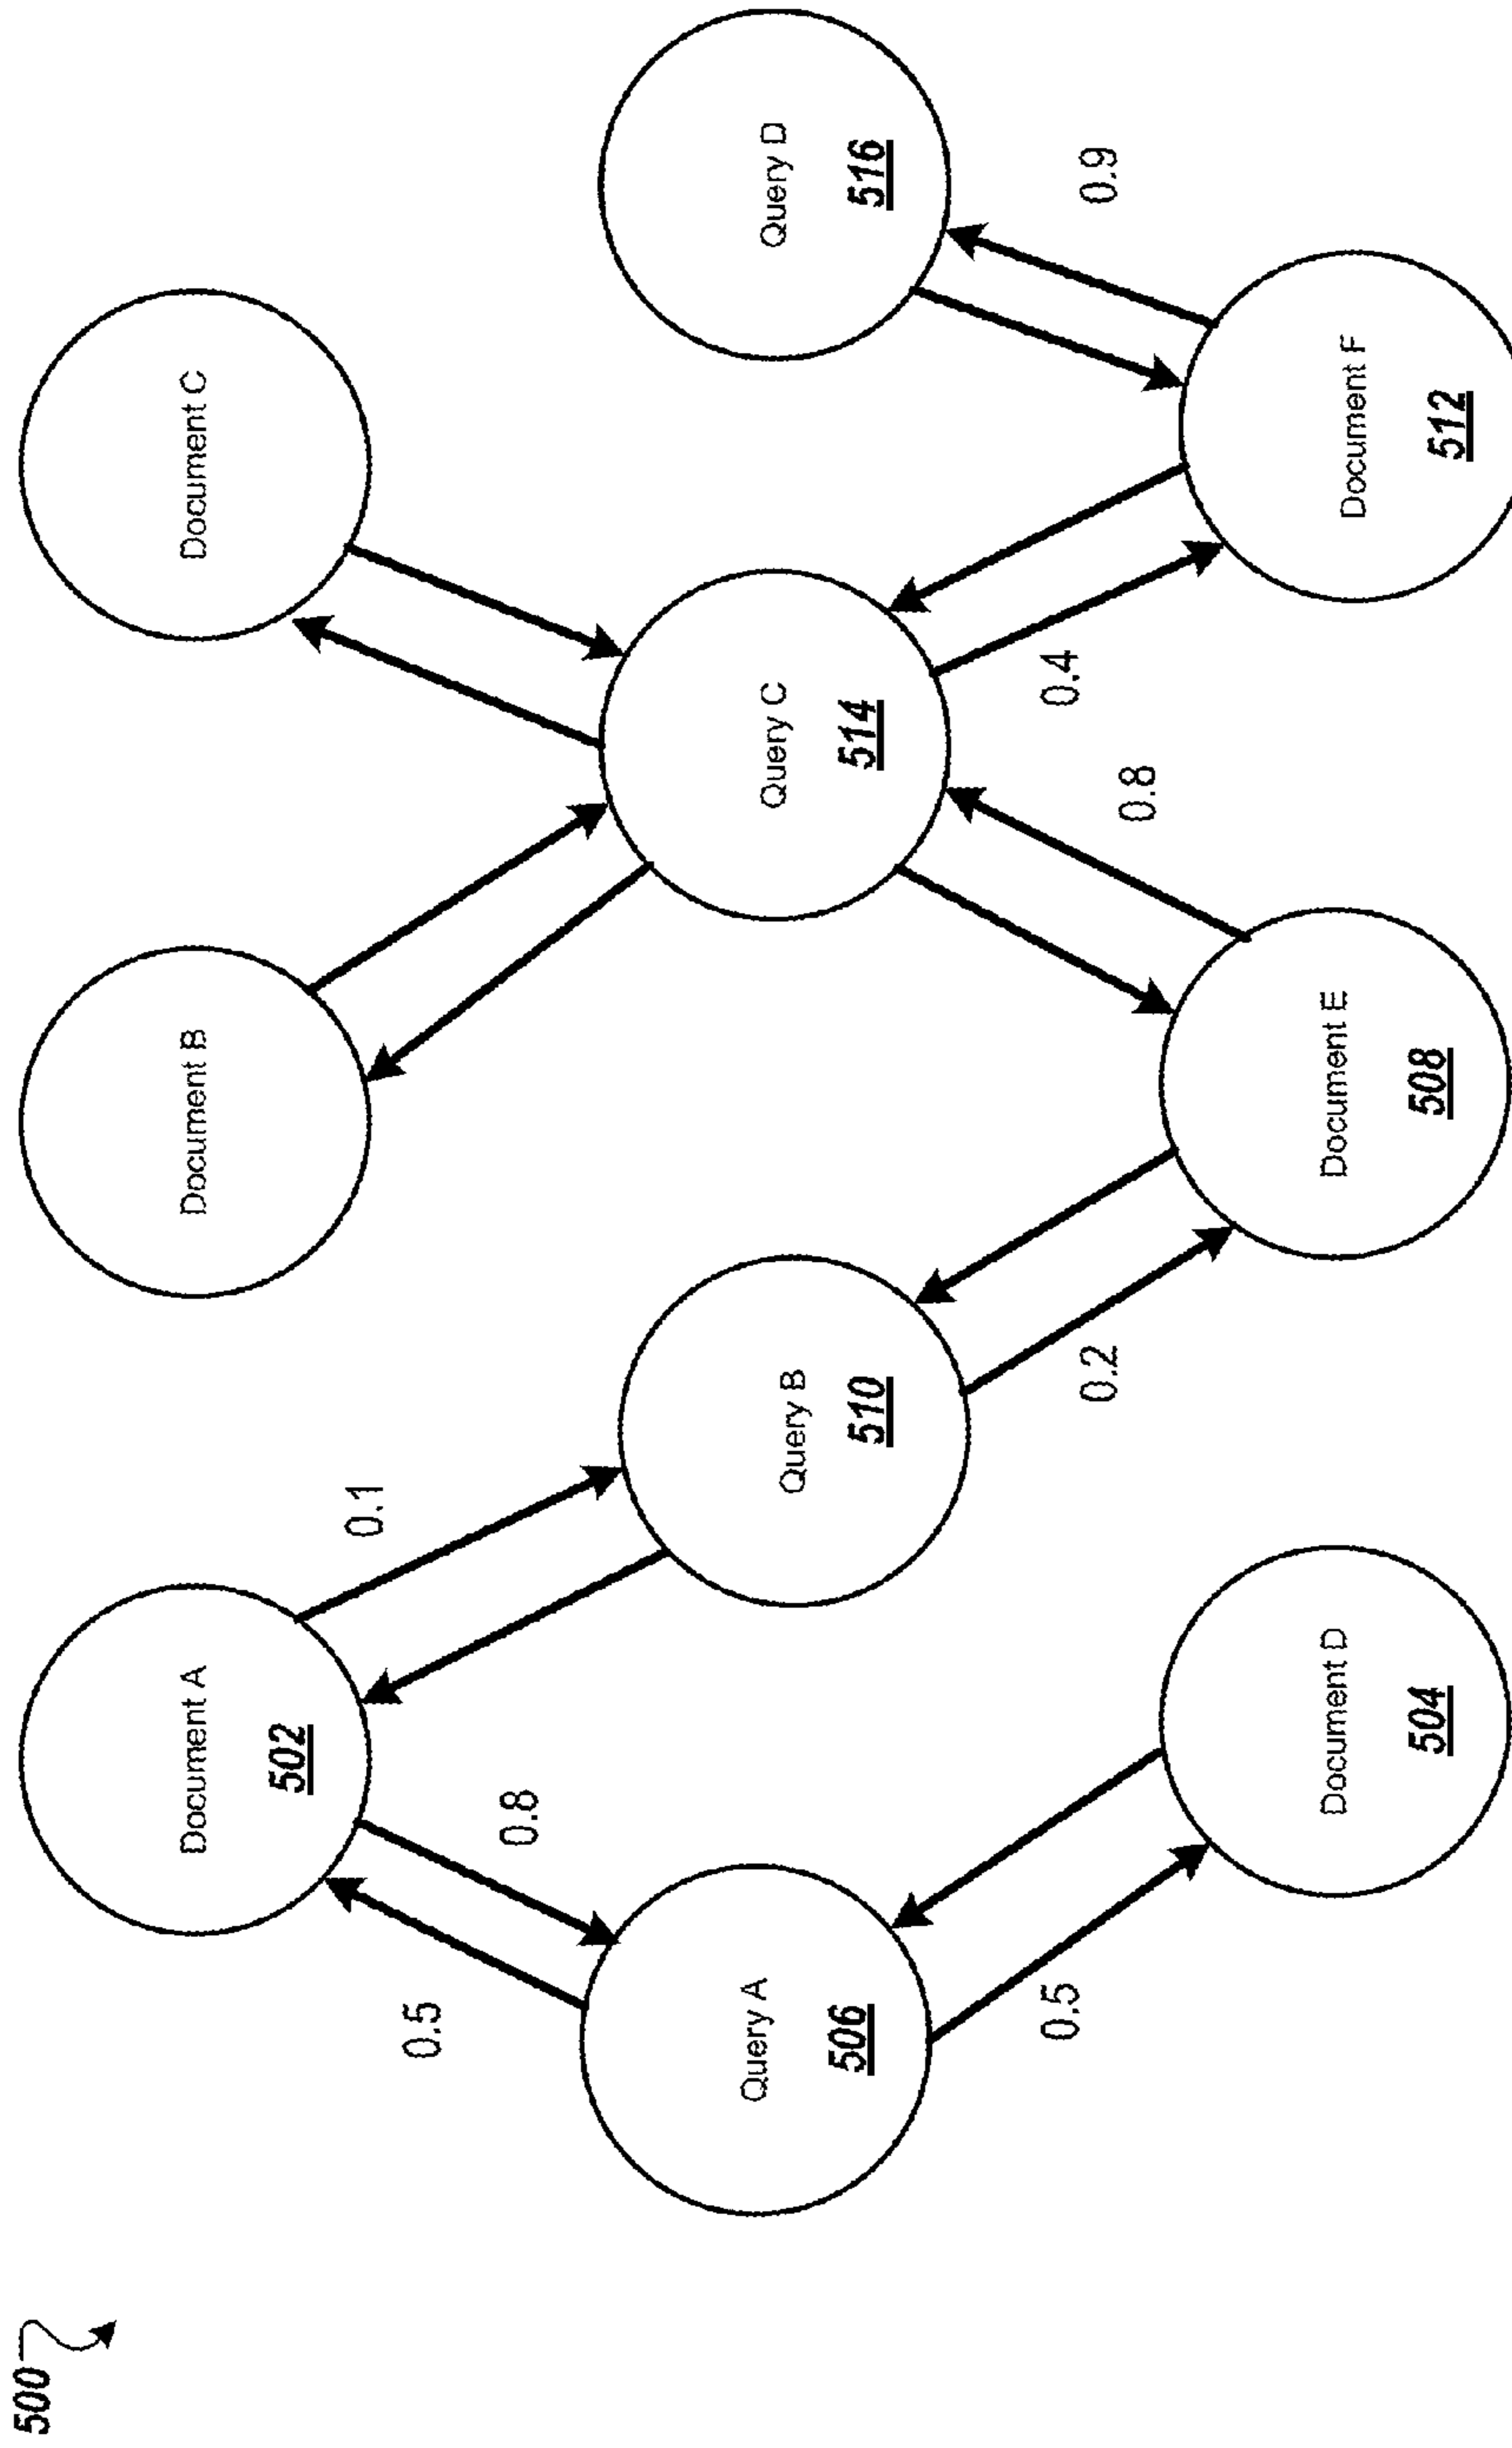 500
Document A
502
Document B
Document C
0.5
0.8
0.1
Query A
506
Query B
510
Query C
514
Query D
516
0.5
0.2
0.8
0.4
0.9
Document D
504
Document E
508
Document F
512